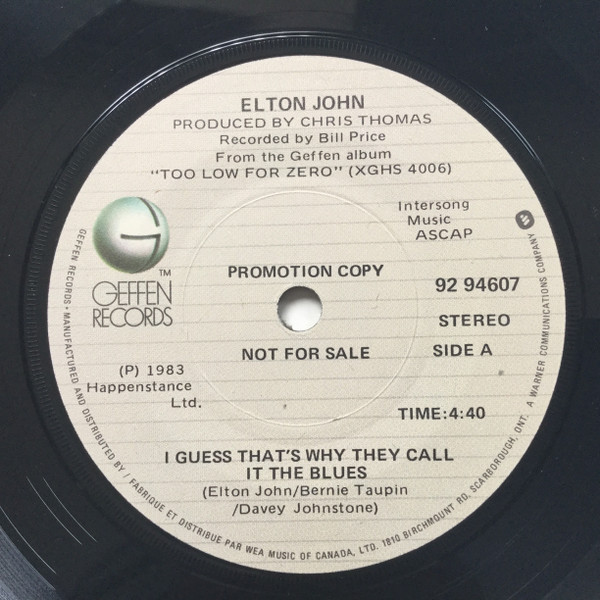 ELTON JOHN
PRODUCED BY CHRIS THOMAS
Recorded by Bill Price
From the Geffen album
"TOO LOW FOR ZERO" (XGHS 4006)
Intersong
Music
ASCAP
G
TM
GEFFEN
RECORDS
PROMOTION COPY
92 94607
STEREO
NOT FOR SALE
SIDE A
(P) 1983
Happenstance
Ltd.
TIME:4:40
I GUESS THAT'S WHY THEY CALL
IT THE BLUES
(Elton John/Bernie Taupin
/Davey Johnstone)
GEFFEN RECORDS • MANUFACTURED AND DISTRIBUTED BY / FABRIQUE ET DISTRIBUE PAR WEA MUSIC OF CANADA, LTD. 1810 BIRCHMOUNT RD, SCARBOROUGH, ONT. A WARNER COMMUNICATIONS COMPANY